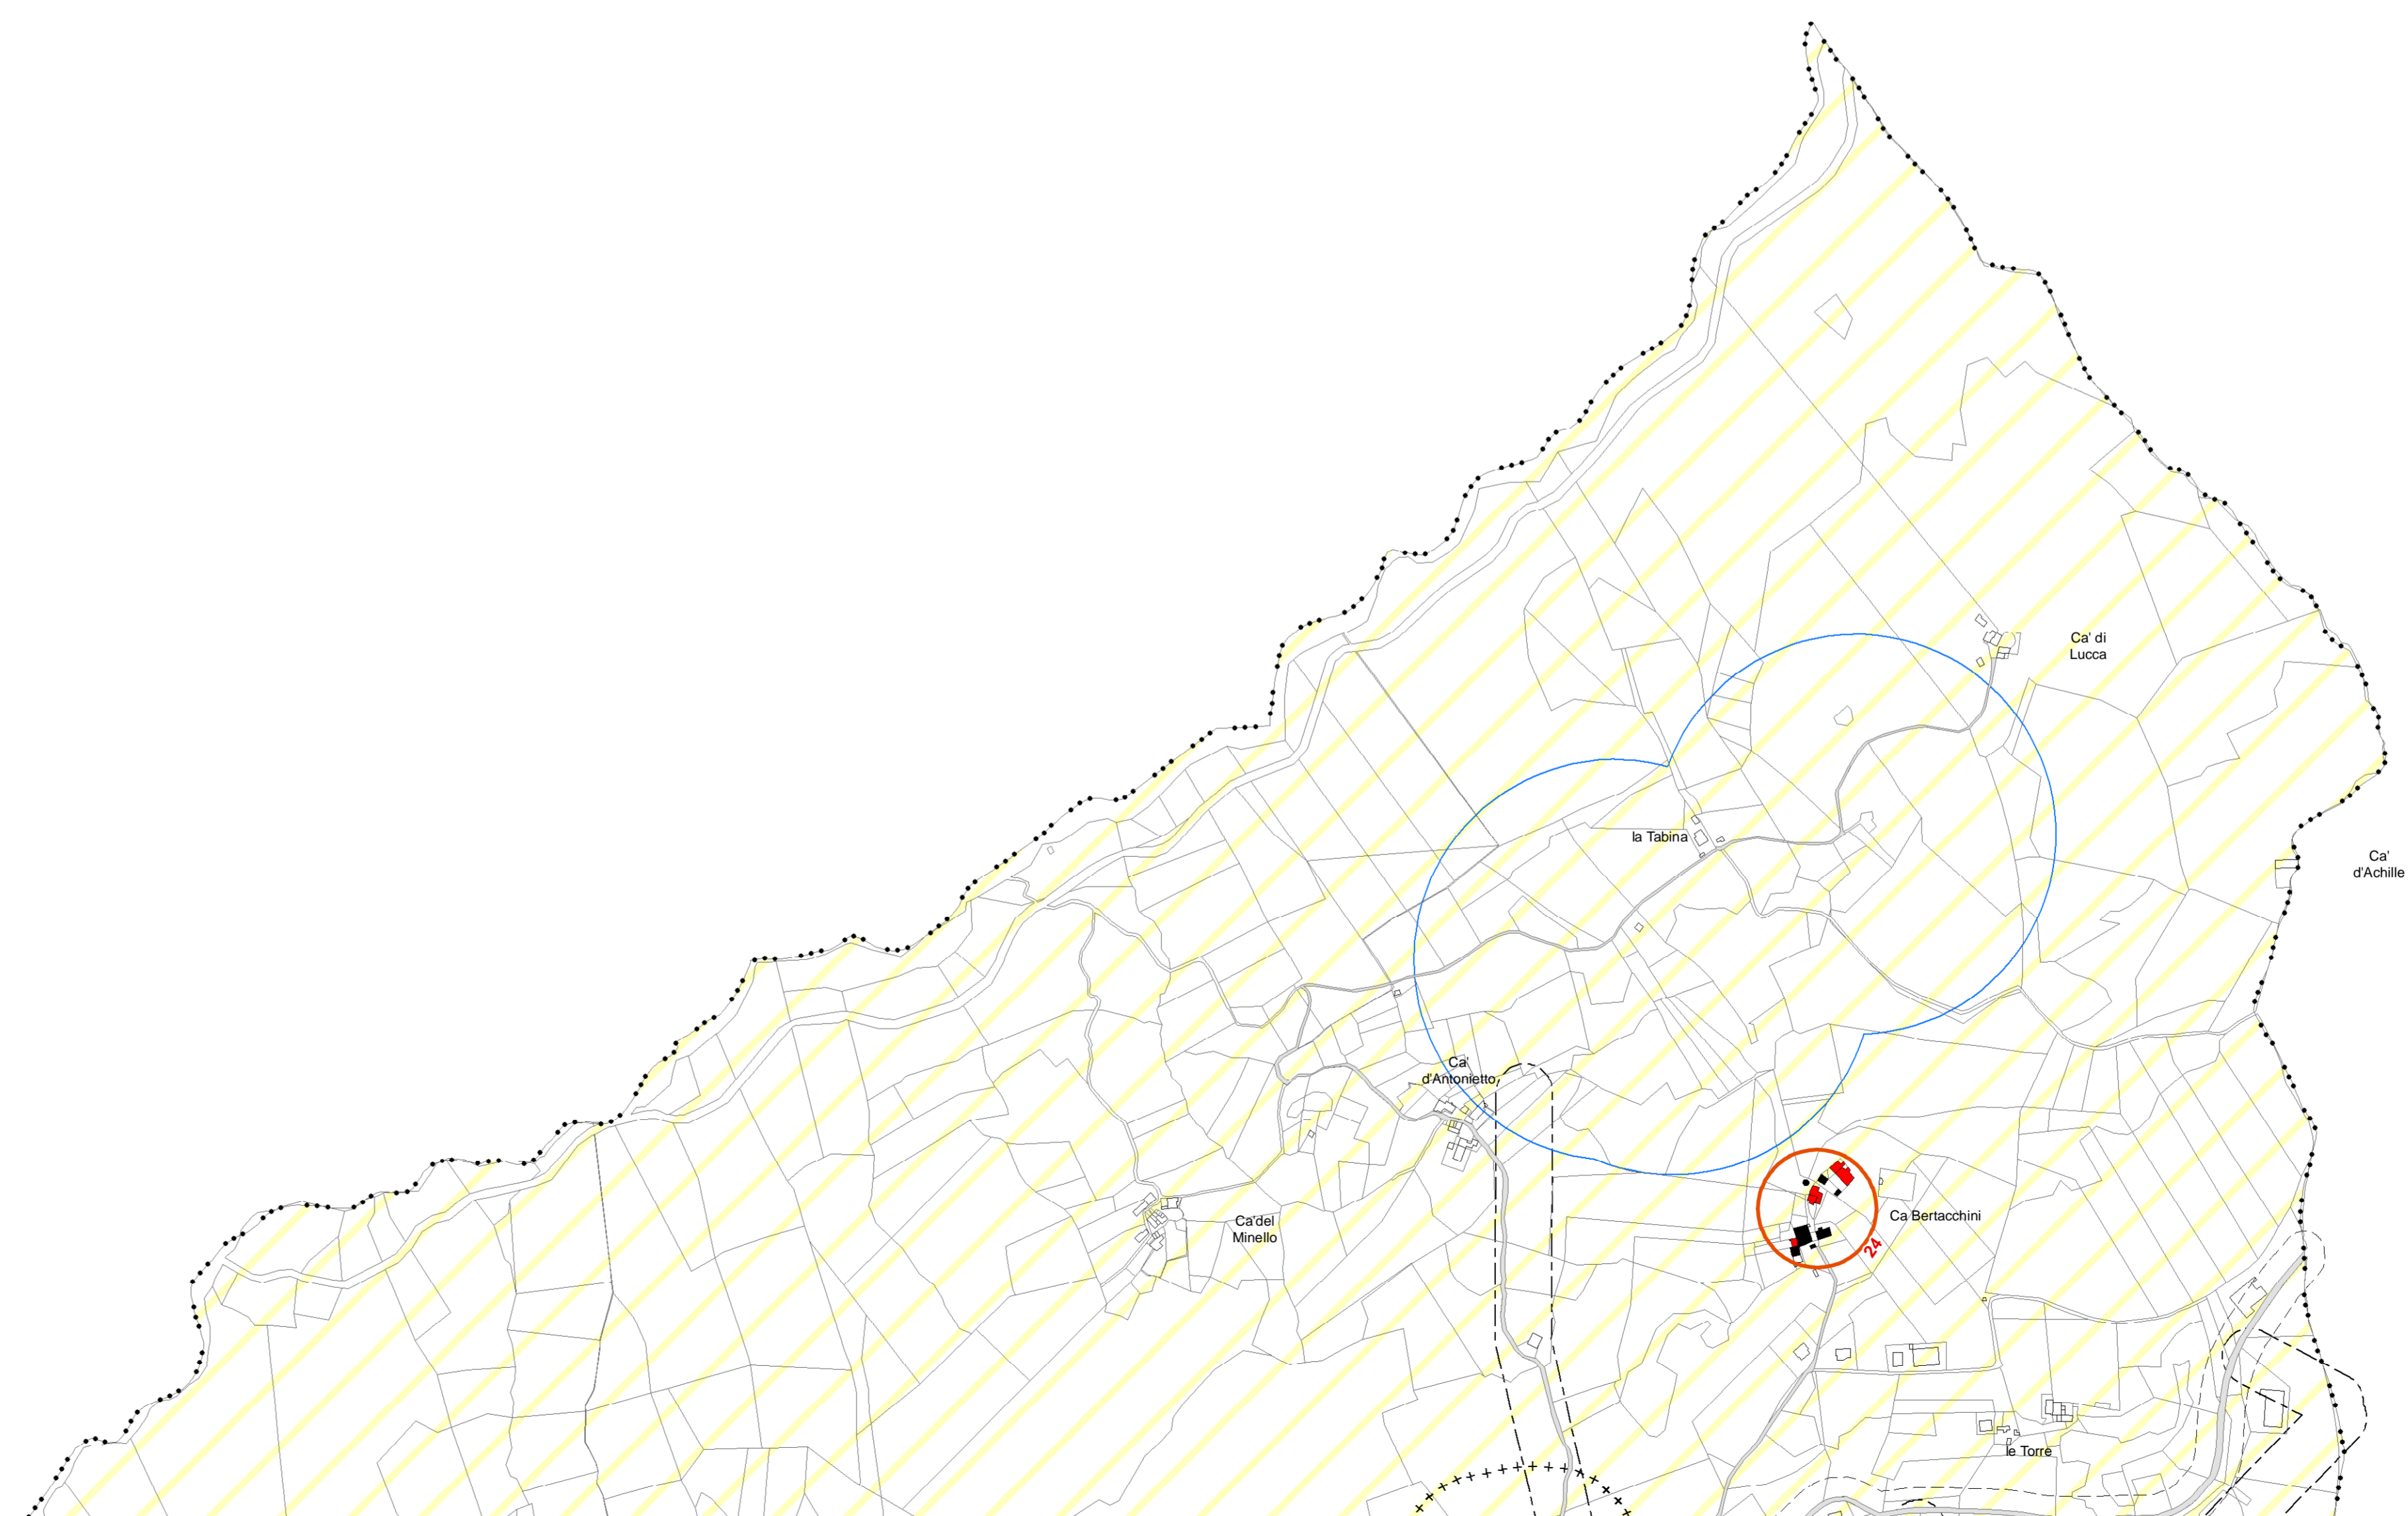 Ca' di
Lucca
la Tabina
Ca'
d'Achille
Ca'
d'Antonietto
Ca'del
Minello
Ca Bertacchini
24
le Torre